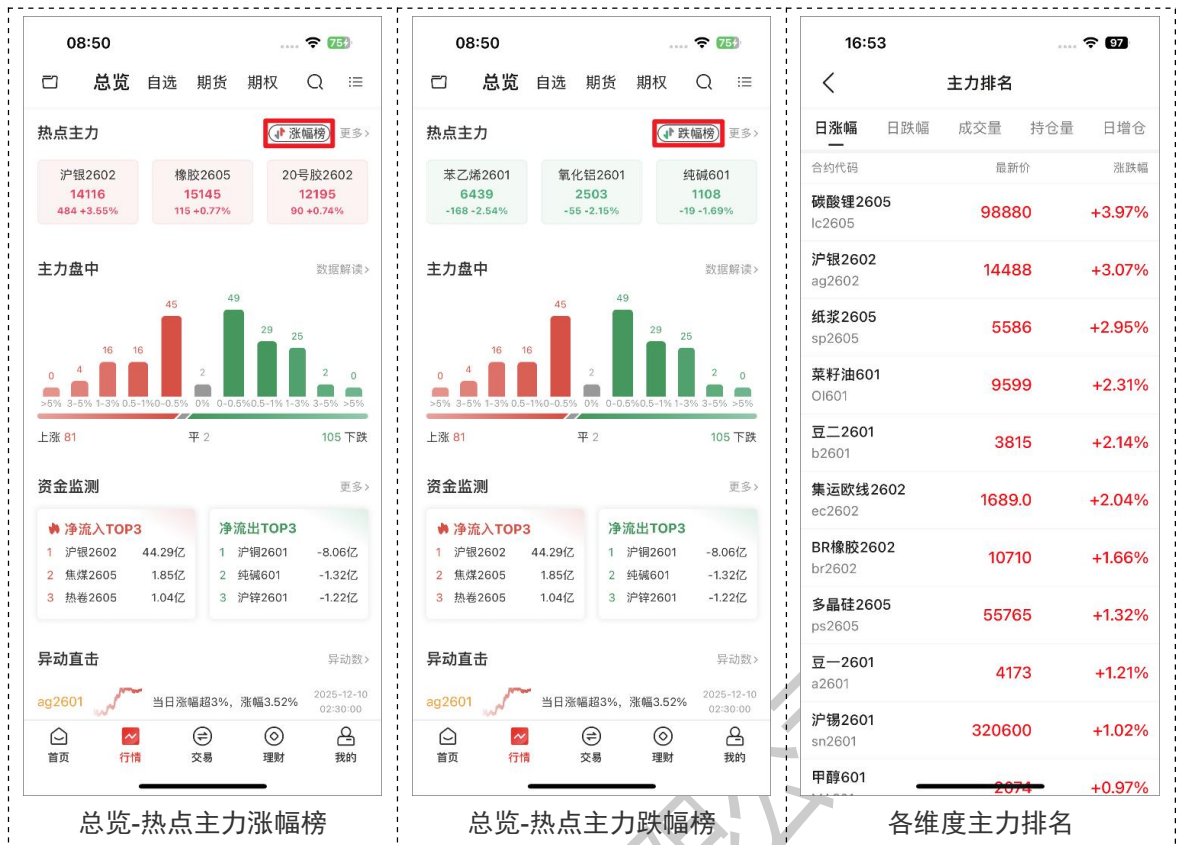 08:50
75
总览 自选 期货 期权
热点主力 涨幅榜 更多>
沪银2602 橡胶2605 20号胶2602
14116 15145 12195
484 +3.55% 115 +0.77% 90 +0.74%
主力盘中 数据解读>
0 4 16 16 45 2 49 29 25 2 0
>5% 3-5% 1-3% 0.5-1% 0-0.5% 0% 0-0.5% 0.5-1% 1-3% 3-5% >5%
上涨 81 平 2 105 下跌
资金监测 更多>
净流入TOP3 净流出TOP3
1 沪银2602 44.29亿 1 沪铜2601 -8.06亿
2 焦煤2605 1.85亿 2 纯碱601 -1.32亿
3 热卷2605 1.04亿 3 沪锌2601 -1.22亿
异动直击 异动数>
ag2601 当日涨幅超3%，涨幅3.52% 2025-12-10
02:30:00
首页 行情 交易 理财 我的
总览-热点主力涨幅榜
08:50
75
总览 自选 期货 期权
热点主力 跌幅榜 更多>
苯乙烯2601 氧化铝2601 纯碱601
6439 2503 1108
-168 -2.54% -55 -2.15% -19 -1.69%
主力盘中 数据解读>
0 4 16 16 45 2 49 29 25 2 0
>5% 3-5% 1-3% 0.5-1% 0-0.5% 0% 0-0.5% 0.5-1% 1-3% 3-5% >5%
上涨 81 平 2 105 下跌
资金监测 更多>
净流入TOP3 净流出TOP3
1 沪银2602 44.29亿 1 沪铜2601 -8.06亿
2 焦煤2605 1.85亿 2 纯碱601 -1.32亿
3 热卷2605 1.04亿 3 沪锌2601 -1.22亿
异动直击 异动数>
ag2601 当日涨幅超3%，涨幅3.52% 2025-12-10
02:30:00
首页 行情 交易 理财 我的
总览-热点主力跌幅榜
16:53
97
主力排名
日涨幅 日跌幅 成交量 持仓量 日增仓
合约代码 最新价 涨跌幅
碳酸锂2605 98880 +3.97%
lc2605
沪银2602 14488 +3.07%
ag2602
纸浆2605 5586 +2.95%
sp2605
菜籽油601 9599 +2.31%
OI601
豆二2601 3815 +2.14%
b2601
集运欧线2602 1689.0 +2.04%
ec2602
BR橡胶2602 10710 +1.66%
br2602
多晶硅2605 55765 +1.32%
ps2605
豆一2601 4173 +1.21%
a2601
沪锡2601 320600 +1.02%
sn2601
甲醇601 2074 +0.97%
各维度主力排名